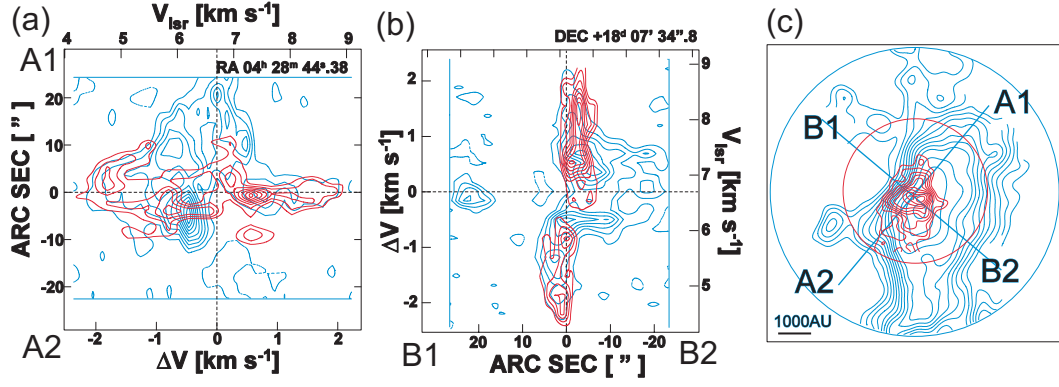 (a)
V lsr [km s⁻¹]
4 5 6 7 8 9
A1
RA 04ʰ 28ᵐ 44ˢ.38
20
10
0
-10
-20
ARC SEC [ ” ]
A2
-2 -1 0 1 2
ΔV [km s⁻¹]
(b)
DEC +18ᵈ 07’ 34”.8
2
1
0
-1
-2
ΔV [km s⁻¹]
9
8
7
6
5
V lsr [km s⁻¹]
B1
20 10 0 -10 -20
ARC SEC [ ” ]
B2
(c)
A1
B1
A2
B2
1000AU